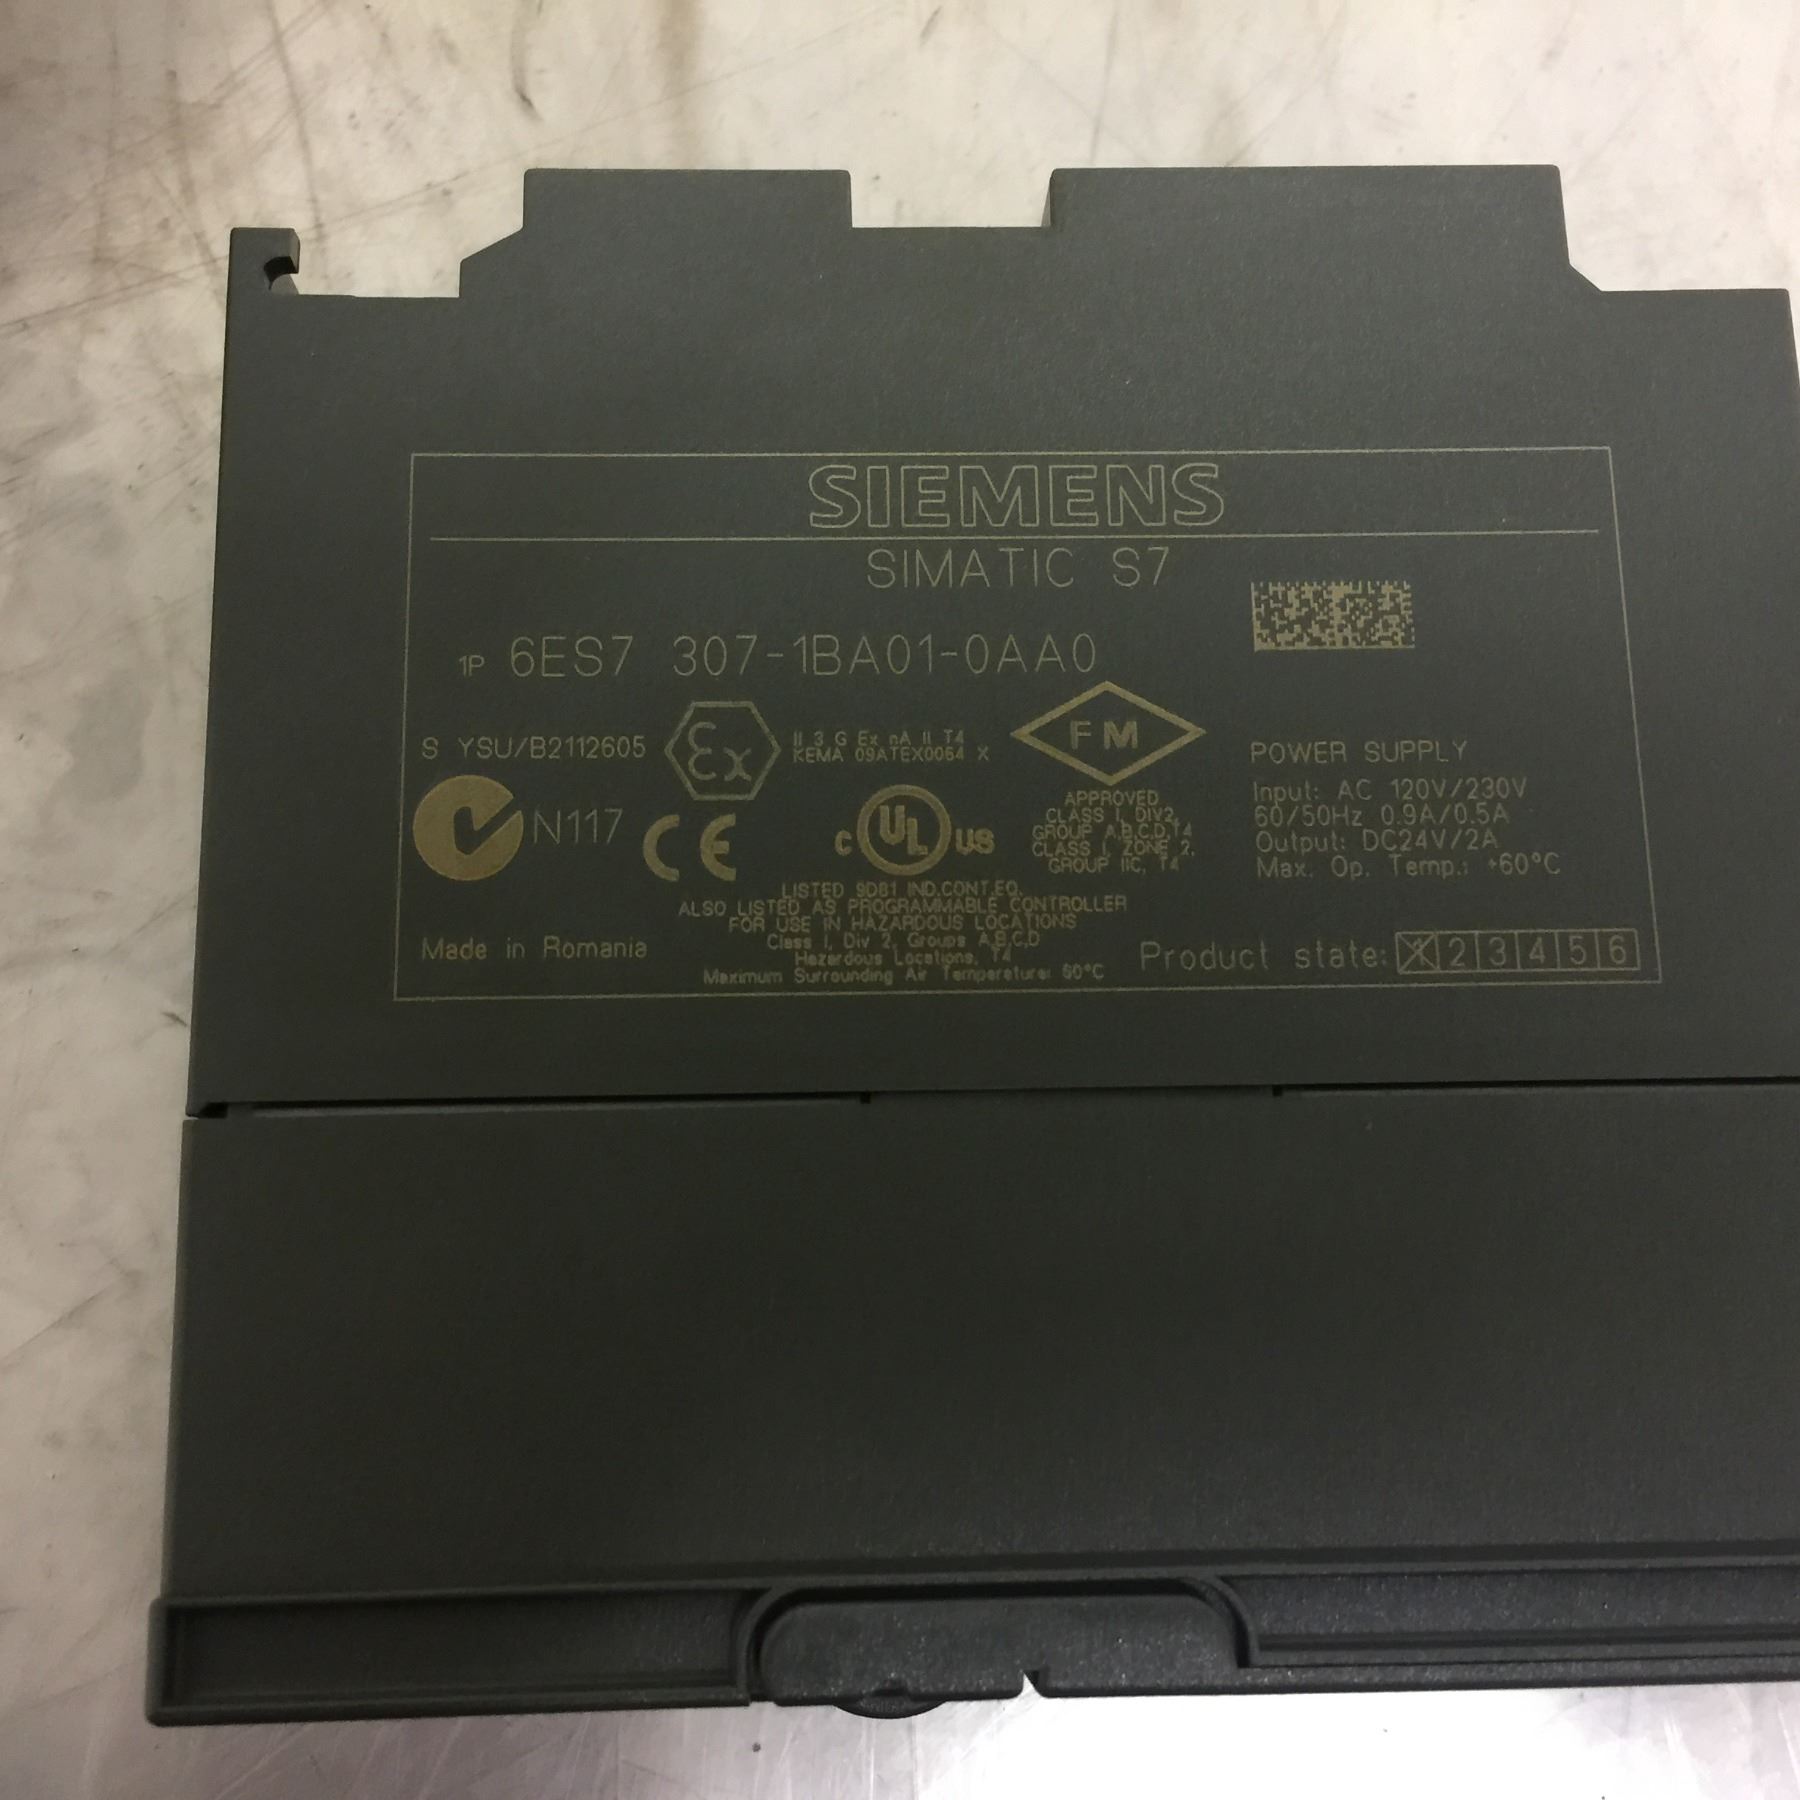 SIEMENS
SIMATIC S7
1P 6ES7 307-1BA01-0AA0
S YSU/B2112605
Ex
II 3 G Ex nA II T4
KEMA 09ATEX0064 X
FM
APPROVED
CLASS I, DIV2,
GROUP A,B,C,D,T4
CLASS I, ZONE 2,
GROUP IIC, T4
POWER SUPPLY
Input: AC 120V/230V
60/50Hz 0.9A/0.5A
Output: DC24V/2A
Max. Op. Temp.: +60°C
N117
CE
c UL US
LISTED 9DB1 IND.CONT.EQ.
ALSO LISTED AS PROGRAMMABLE CONTROLLER
FOR USE IN HAZARDOUS LOCATIONS
Class I, Div 2, Groups A,B,C,D
Hazardous Locations, T4
Maximum Surrounding Air Temperature: 60°C
Made in Romania
Product state: X 2 3 4 5 6